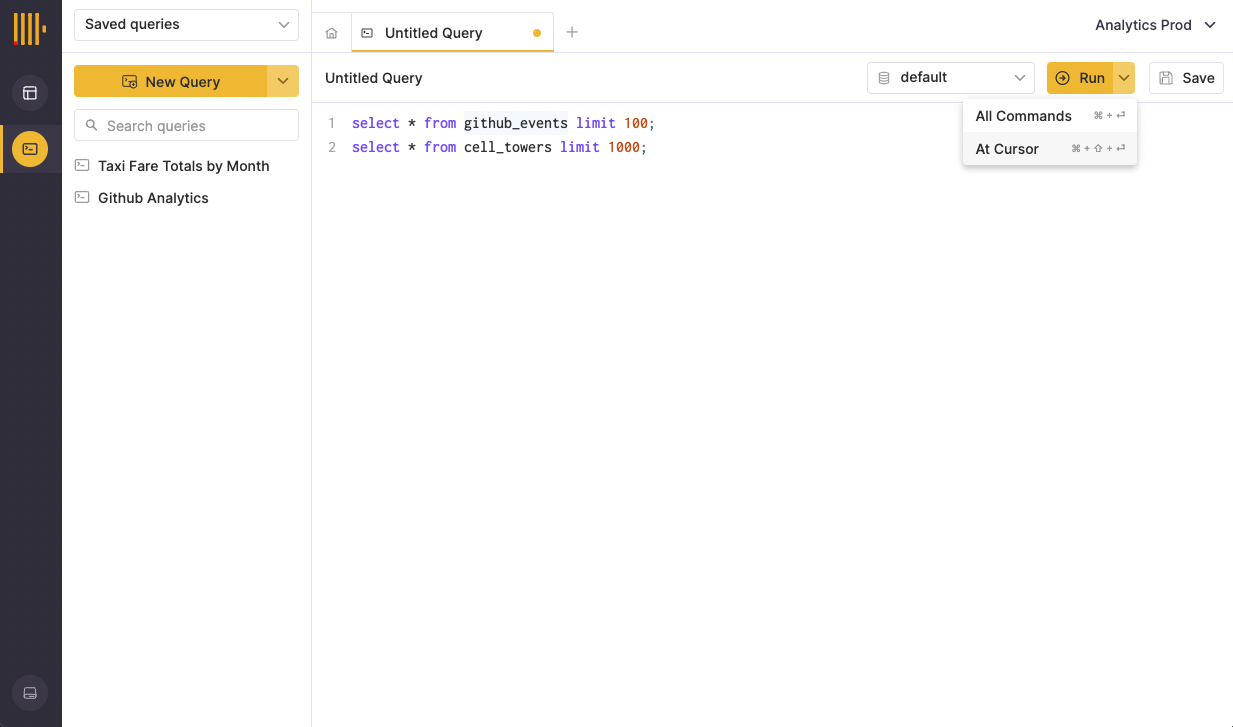 Saved queries
Untitled Query
Analytics Prod
New Query
Untitled Query
default
Run
Save
Search queries
1 select * from github_events limit 100;
2 select * from cell_towers limit 1000;
All Commands ⌘ + ⏎
At Cursor ⌘ + ⇧ + ⏎
Taxi Fare Totals by Month
Github Analytics